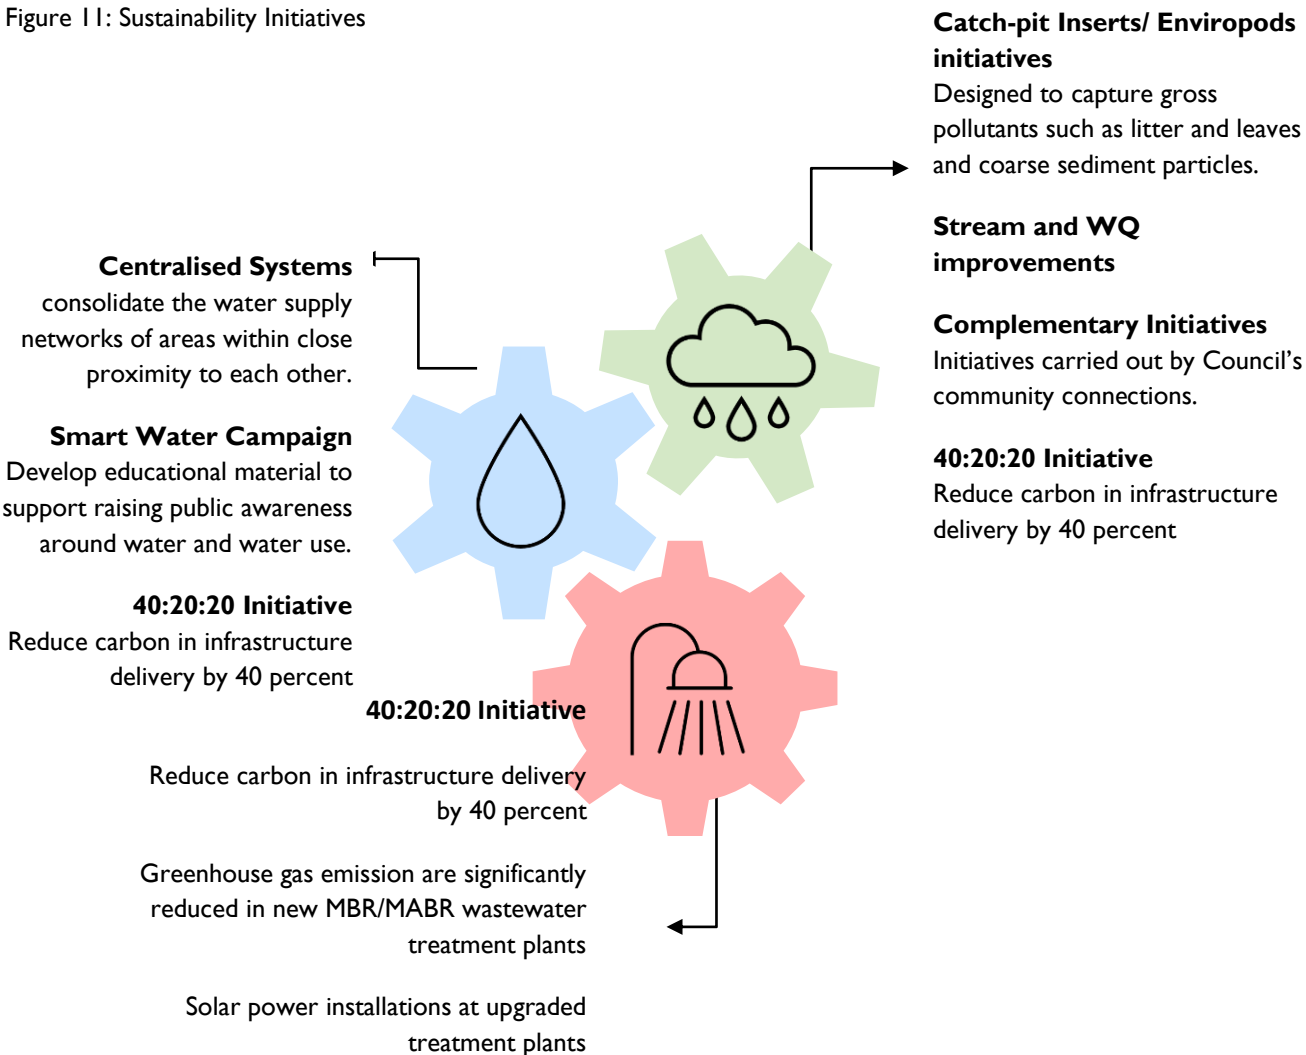 Figure 11: Sustainability Initiatives
Catch-pit Inserts/ Enviropods
initiatives
Designed to capture gross
pollutants such as litter and leaves
and coarse sediment particles.
Stream and WQ
improvements
Complementary Initiatives
Initiatives carried out by Council's
community connections.
40:20:20 Initiative
Reduce carbon in infrastructure
delivery by 40 percent
Centralised Systems
consolidate the water supply
networks of areas within close
proximity to each other.
Smart Water Campaign
Develop educational material to
support raising public awareness
around water and water use.
40:20:20 Initiative
Reduce carbon in infrastructure
delivery by 40 percent
40:20:20 Initiative
Reduce carbon in infrastructure delivery
by 40 percent
Greenhouse gas emission are significantly
reduced in new MBR/MABR wastewater
treatment plants
Solar power installations at upgraded
treatment plants